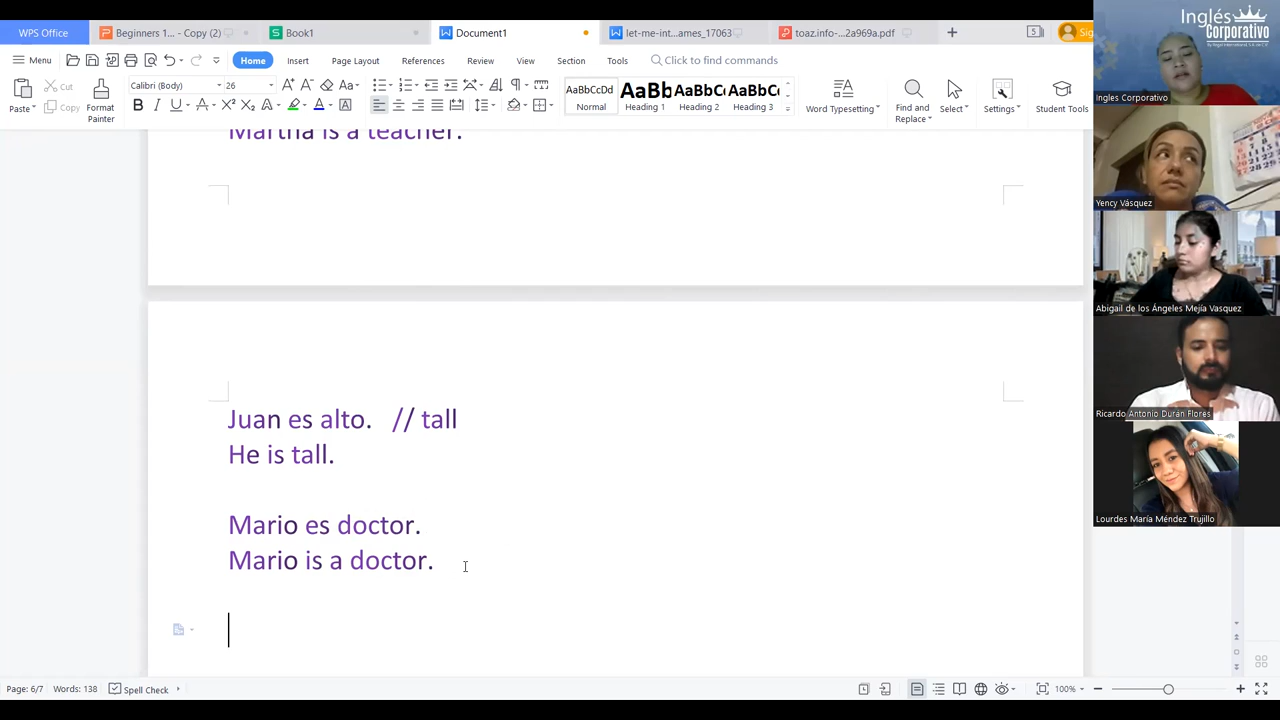 WPS Office
Beginners 1... - Copy (2)
Book1
Document1
let-me-int...ames_17063
toaz.info-...2a969a.pdf
Menu
Home
Insert
Page Layout
References
Review
View
Section
Tools
Click to find commands
Paste
Cut
Copy
Format
Painter
Calibri (Body)
26
AaBbCcDd
Normal
AaBb
Heading 1
AaBbCc
Heading 2
AaBbCc
Heading 3
Word Typesetting
Find and
Replace
Select
Settings
Student Tools
Martha is a teacher.
Juan es alto. // tall
He is tall.
Mario es doctor.
Mario is a doctor.
Page: 6/7
Words: 138
Spell Check
100%
Inglés
Corporativo
Ingles Corporativo
Yency Vásquez
Abigail de los Ángeles Mejía Vasquez
Ricardo Antonio Durán Flores
Lourdes María Méndez Trujillo